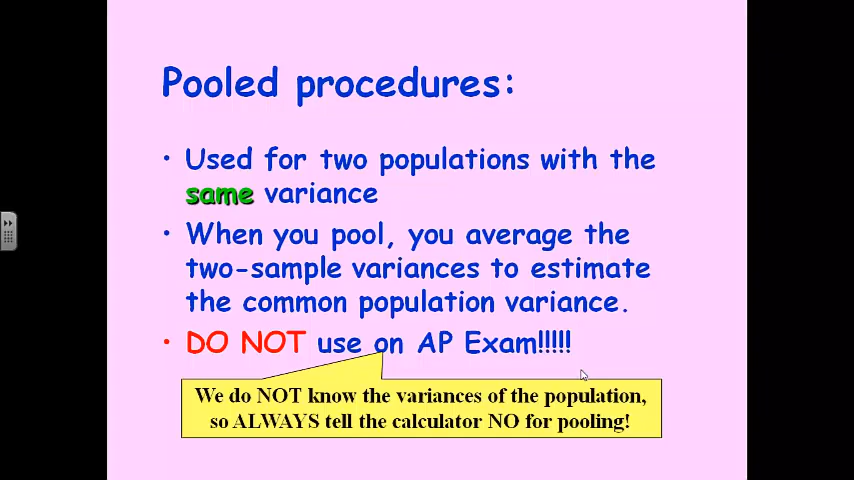 Pooled procedures:
• Used for two populations with the
same variance
• When you pool, you average the
two-sample variances to estimate
the common population variance.
• DO NOT use on AP Exam!!!!!
We do NOT know the variances of the population,
so ALWAYS tell the calculator NO for pooling!